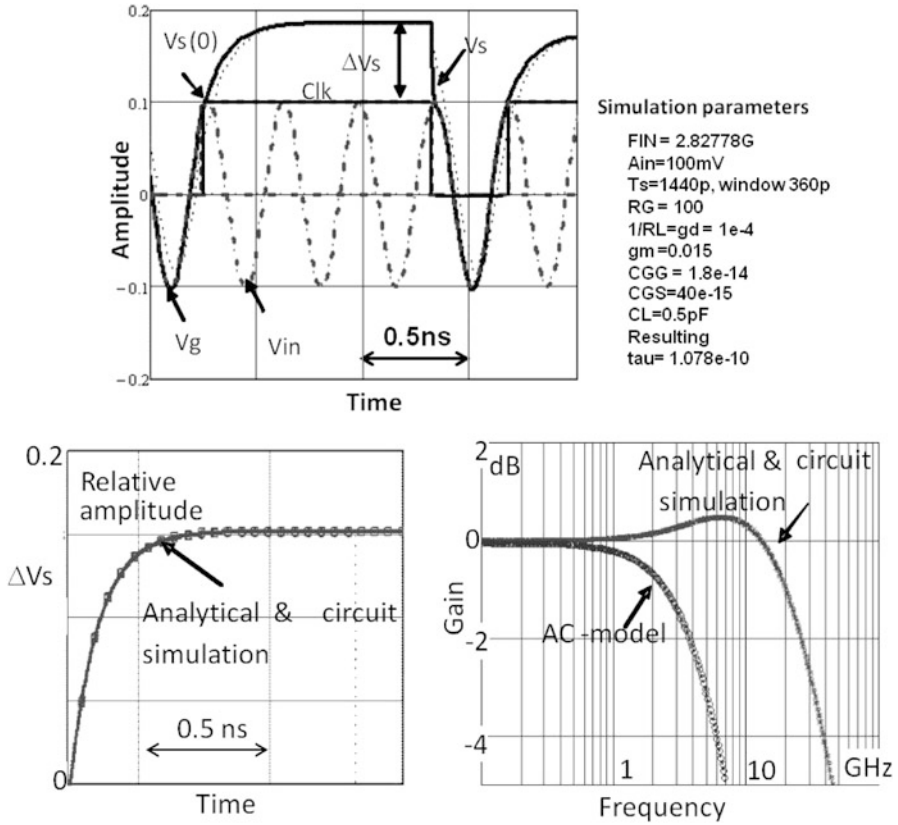 Vs(0)
Vs
ΔVs
Clk
0.1
0
−0.1
−0.2
Amplitude
Vg
Vin
0.5ns
Time
Simulation parameters
FIN = 2.82778G
Ain=100mV
Ts=1440p, window 360p
RG = 100
1/RL=gd = 1e-4
gm=0.015
CGG = 1.8e-14
CGS=40e-15
CL=0.5pF
Resulting
tau= 1.078e-10
0.2
Relative
amplitude
ΔVs
Analytical & circuit
simulation
0.5 ns
0
Time
2
dB
Analytical & circuit
simulation
0
Gain
AC -model
-2
-4
1
10
GHz
Frequency